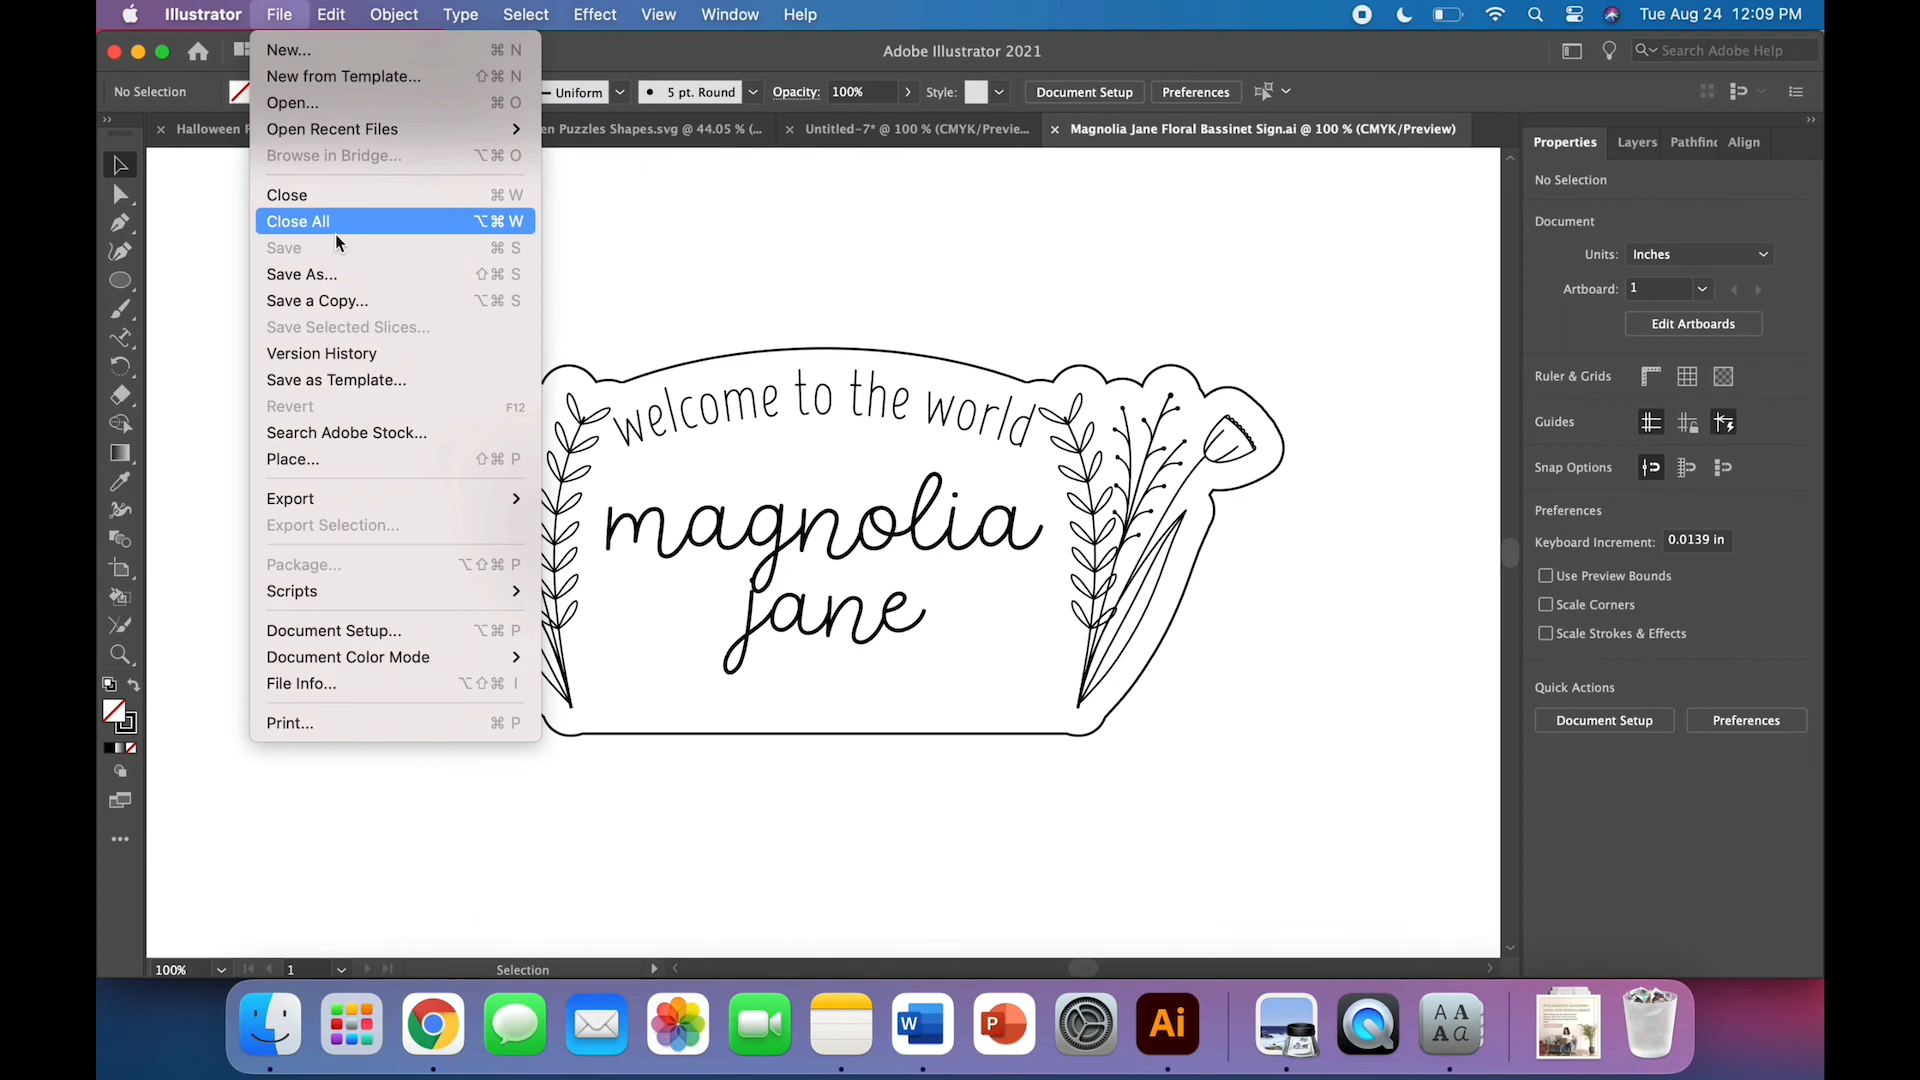 Illustrator File Edit Object Type Select Effect View Window Help Tue Aug 24 12:09 PM
Adobe Illustrator 2021 Search Adobe Help
No Selection Uniform 5 pt. Round Opacity: 100% Style: Document Setup Preferences
Halloween en Puzzles Shapes.svg @ 44.05 % (... Untitled-7* @ 100 % (CMYK/Previe... Magnolia Jane Floral Bassinet Sign.ai @ 100 % (CMYK/Preview)
New... ⌘ N
New from Template... ⇧⌘ N
Open... ⌘ O
Open Recent Files
Browse in Bridge... ⌥⌘ O
Close ⌘ W
Close All ⌥⌘ W
Save ⌘ S
Save As... ⇧⌘ S
Save a Copy... ⌥⌘ S
Save Selected Slices...
Version History
Save as Template...
Revert F12
Search Adobe Stock...
Place... ⇧⌘ P
Export
Export Selection...
Package... ⌥⇧⌘ P
Scripts
Document Setup... ⌥⌘ P
Document Color Mode
File Info... ⌥⇧⌘ I
Print... ⌘ P
welcome to the world
magnolia
jane
Properties Layers Pathfinc Align
No Selection
Document
Units: Inches
Artboard: 1
Edit Artboards
Ruler & Grids
Guides
Snap Options
Preferences
Keyboard Increment: 0.0139 in
Use Preview Bounds
Scale Corners
Scale Strokes & Effects
Quick Actions
Document Setup Preferences
100% 1 Selection
W P Ai A A
A a